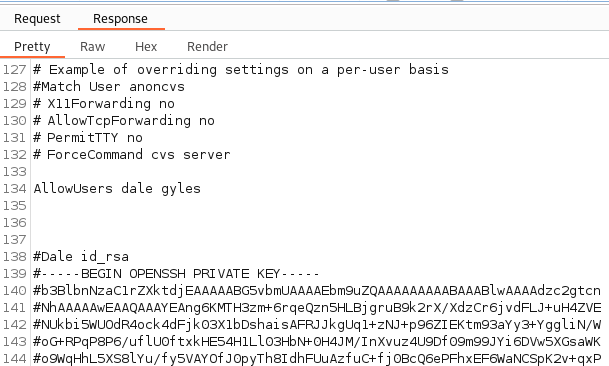 Request Response
Pretty Raw Hex Render
127 # Example of overriding settings on a per-user basis
128 #Match User anoncvs
129 # X11Forwarding no
130 # AllowTcpForwarding no
131 # PermitTTY no
132 # ForceCommand cvs server
133
134 AllowUsers dale gyles
135
136
137
138 #Dale id_rsa
139 #-----BEGIN OPENSSH PRIVATE KEY-----
140 #b3BlbnNzaC1rZXktdjEAAAAABG5vbmUAAAAEbm9uZQAAAAAAAAABAAABlwAAAAdzc2gtcn
141 #NhAAAAAwEAAQAAAYEAng6KMTH3zm+6rqeQzn5HLBjgruB9k2rX/XdzCr6jvdFLJ+uH4ZVE
142 #NUkbi5WUOdR4ock4dFjkO3X1bDshaisAFRJJkgUq1+zNJ+p96ZIEKtm93aYy3+YggliN/W
143 #oG+RPqP8P6/uflU0ftxkHE54H1Ll03HbN+0H4JM/InXvuz4U9Df09m99JYi6DVw5XGsaWK
144 #o9WqHhL5XS8lYu/fy5VAYOfJ0pyTh8IdhFUuAzfuC+fj0BcQ6ePFhxEF6WaNCSpK2v+qxP